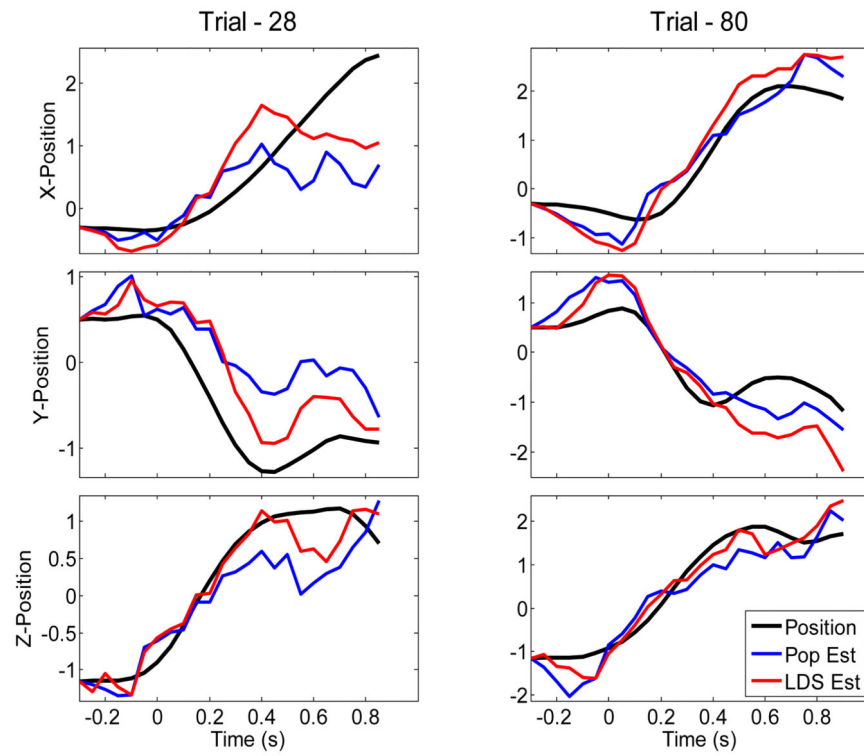 Trial - 28
Trial - 80
X-Position
2
1
0
2
1
0
-1
Y-Position
1
0
-1
1
0
-1
-2
Z-Position
1
0.5
0
-0.5
-1
2
1
0
-1
-2
Position
Pop Est
LDS Est
-0.2 0 0.2 0.4 0.6 0.8
-0.2 0 0.2 0.4 0.6 0.8
Time (s)
Time (s)